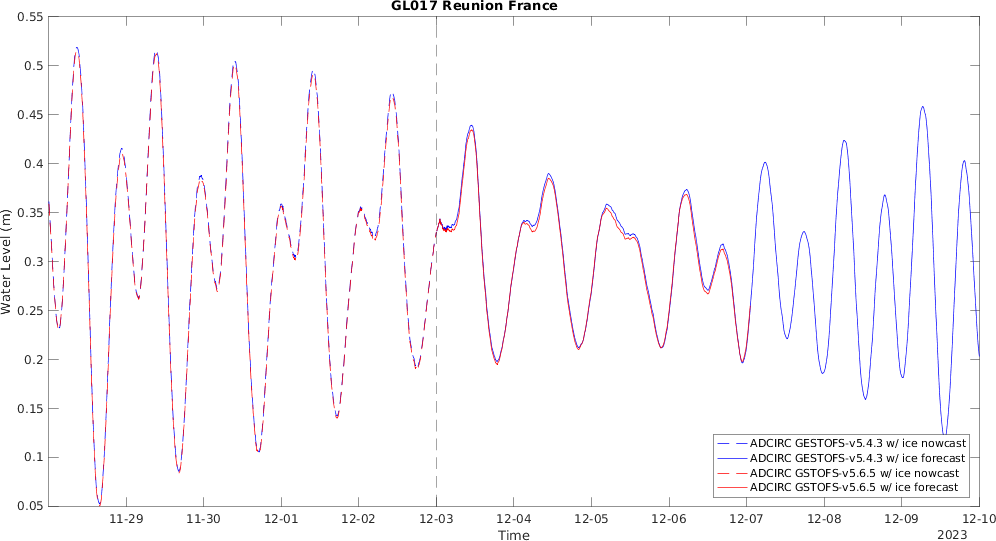 GL017 Reunion France
0.55
0.5
0.45
0.4
0.35
0.3
0.25
0.2
0.15
0.1
0.05
Water Level (m)
11-29 11-30 12-01 12-02 12-03 12-04 12-05 12-06 12-07 12-08 12-09 12-10
Time
2023
ADCIRC GESTOFS-v5.4.3 w/ ice nowcast
ADCIRC GESTOFS-v5.4.3 w/ ice forecast
ADCIRC GSTOFS-v5.6.5 w/ ice nowcast
ADCIRC GSTOFS-v5.6.5 w/ ice forecast